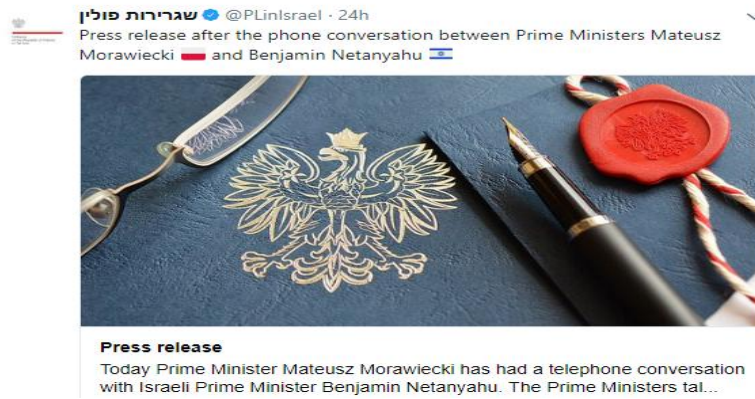 שגרירות פולין @PLinIsrael · 24h
Press release after the phone conversation between Prime Ministers Mateusz
Morawiecki and Benjamin Netanyahu
Press release
Today Prime Minister Mateusz Morawiecki has had a telephone conversation
with Israeli Prime Minister Benjamin Netanyahu. The Prime Ministers tal...